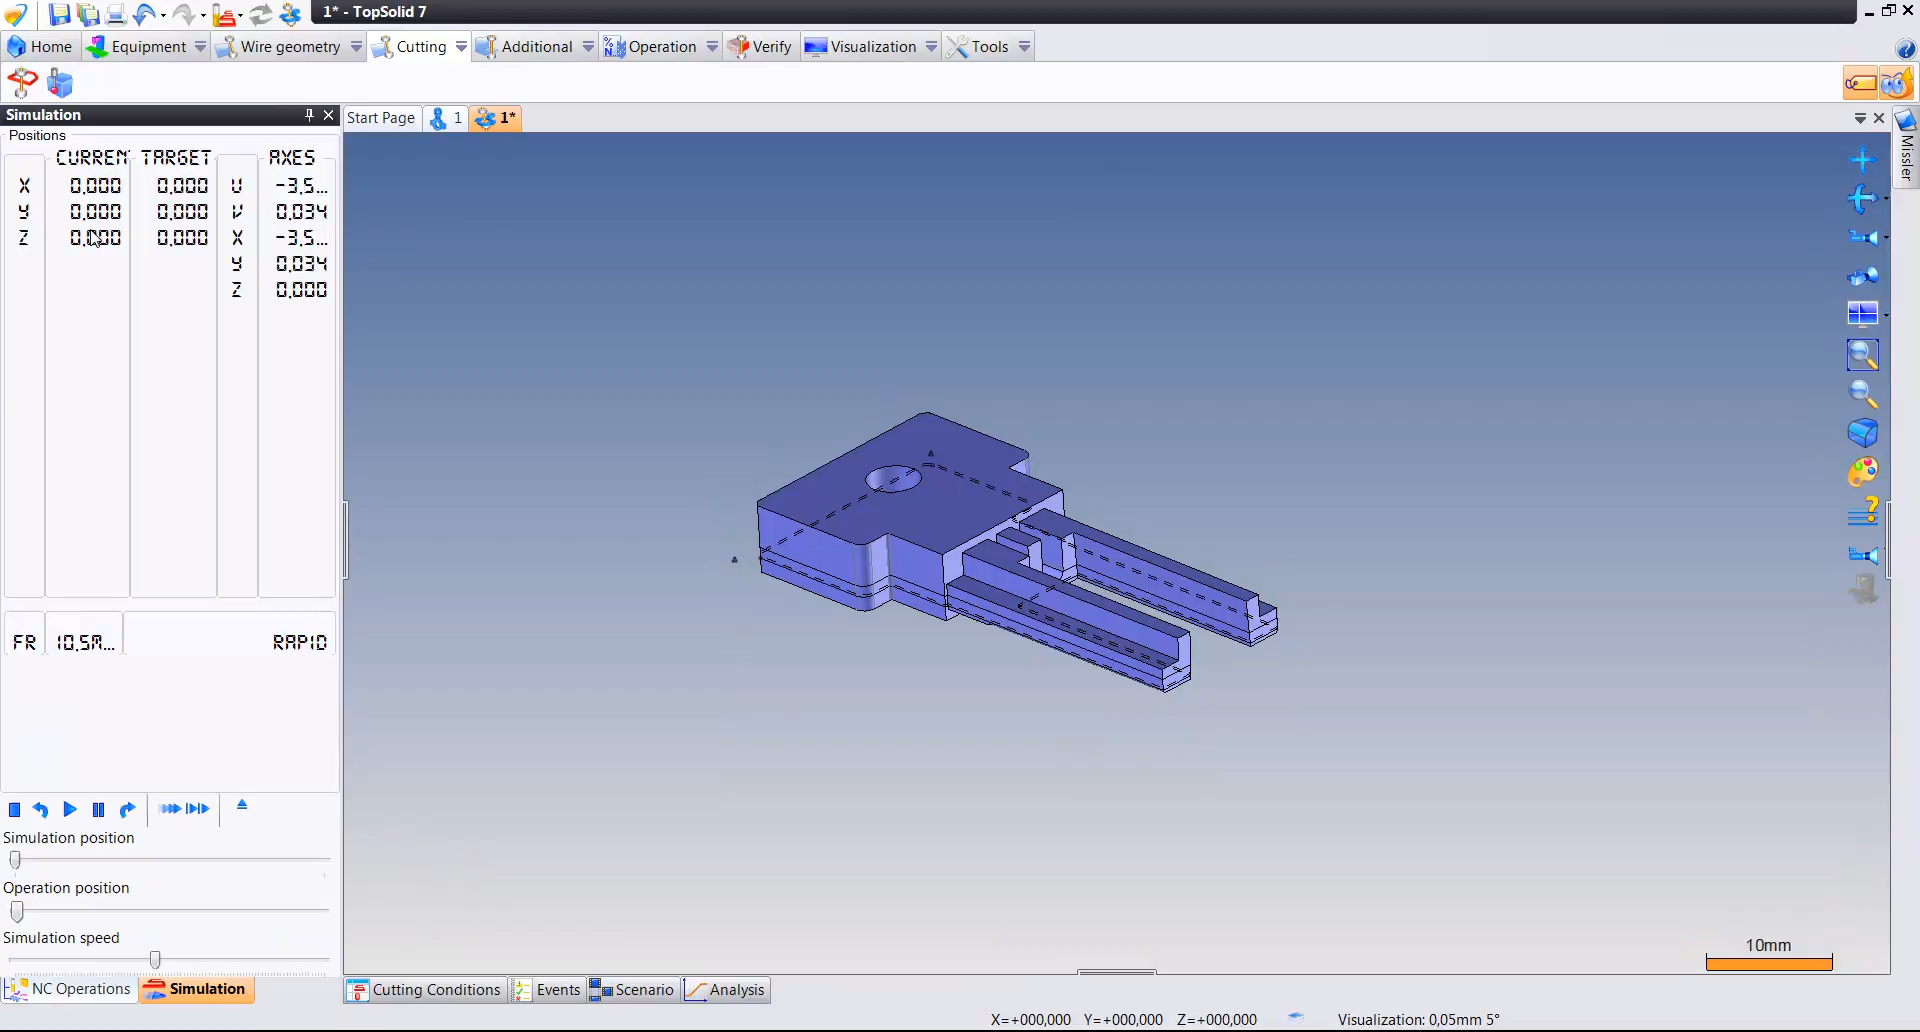 1* - TopSolid 7
Home Equipment Wire geometry Cutting Additional Operation Verify Visualization Tools
Simulation
Start Page 1 1*
Missler
Positions
CURREN TARGET AXES
X 0,000 0,000 U -3,5...
Y 0,000 0,000 V 0,034
Z 0,000 0,000 X -3,5...
Y 0,034
Z 0,000
FR 10,5M... RAPID
Simulation position
Operation position
Simulation speed
10mm
NC Operations Simulation
Cutting Conditions Events Scenario Analysis
X=+000,000 Y=+000,000 Z=+000,000 Visualization: 0,05mm 5°